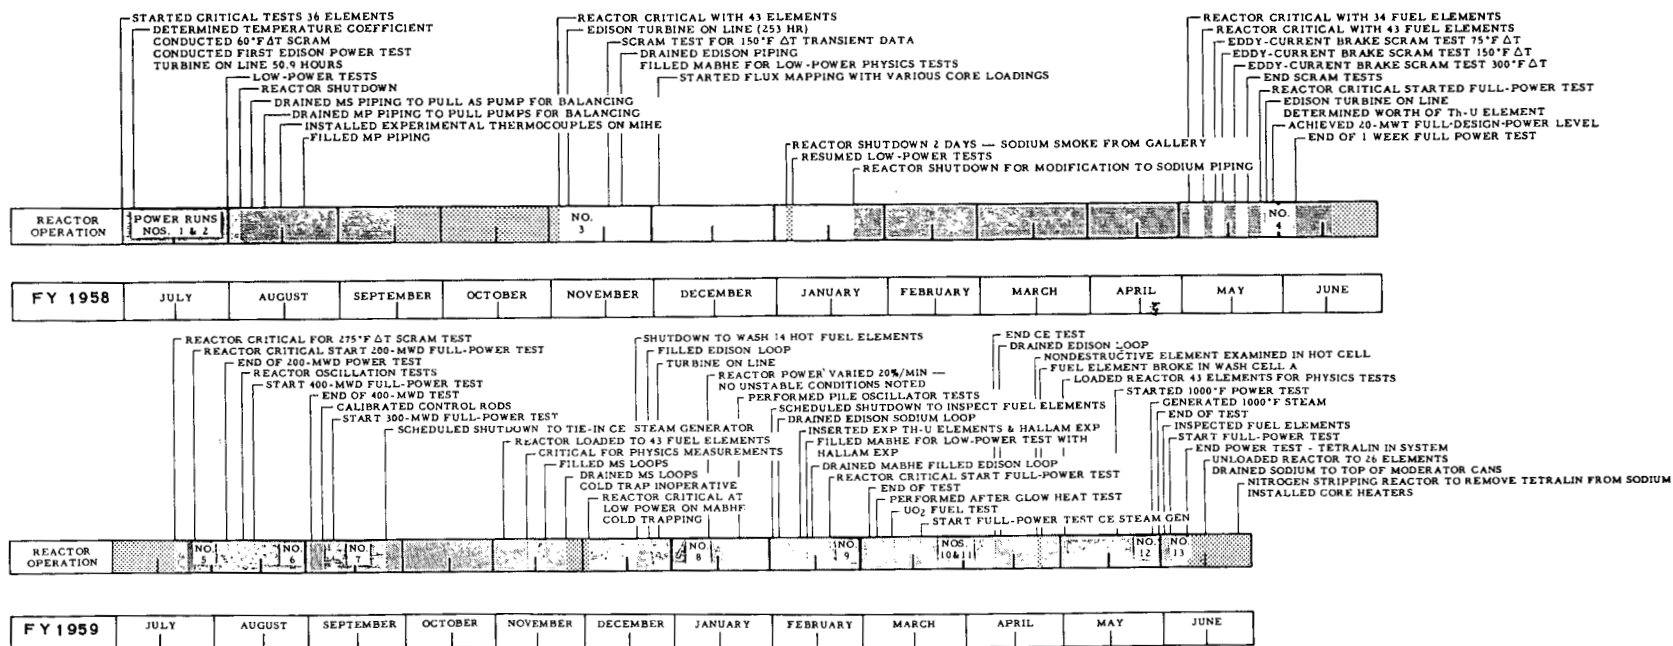 STARTED CRITICAL TESTS 36 ELEMENTS
DETERMINED TEMPERATURE COEFFICIENT
CONDUCTED 60°F ΔT SCRAM
CONDUCTED FIRST EDISON POWER TEST
TURBINE ON LINE 50.9 HOURS
LOW-POWER TESTS
REACTOR SHUTDOWN
DRAINED MS PIPING TO PULL AS PUMP FOR BALANCING
DRAINED MP PIPING TO PULL PUMPS FOR BALANCING
INSTALLED EXPERIMENTAL THERMOCOUPLES ON MIHE
FILLED MP PIPING
REACTOR CRITICAL WITH 43 ELEMENTS
EDISON TURBINE ON LINE (253 HR)
SCRAM TEST FOR 150°F ΔT TRANSIENT DATA
DRAINED EDISON PIPING
FILLED MABHE FOR LOW-POWER PHYSICS TESTS
STARTED FLUX MAPPING WITH VARIOUS CORE LOADINGS
REACTOR SHUTDOWN 2 DAYS — SODIUM SMOKE FROM GALLERY
RESUMED LOW-POWER TESTS
REACTOR SHUTDOWN FOR MODIFICATION TO SODIUM PIPING
REACTOR CRITICAL WITH 34 FUEL ELEMENTS
REACTOR CRITICAL WITH 43 FUEL ELEMENTS
EDDY-CURRENT BRAKE SCRAM TEST 75°F ΔT
EDDY-CURRENT BRAKE SCRAM TEST 150°F ΔT
EDDY-CURRENT BRAKE SCRAM TEST 300°F ΔT
END SCRAM TESTS
REACTOR CRITICAL STARTED FULL-POWER TEST
EDISON TURBINE ON LINE
DETERMINED WORTH OF Th-U ELEMENT
ACHIEVED 20-MWT FULL-DESIGN-POWER LEVEL
END OF 1 WEEK FULL POWER TEST
REACTOR
OPERATION
POWER RUNS
NOS. 1 & 2
NO.
3
NO.
4
FY 1958
JULY
AUGUST
SEPTEMBER
OCTOBER
NOVEMBER
DECEMBER
JANUARY
FEBRUARY
MARCH
APRIL
MAY
JUNE
REACTOR CRITICAL FOR 275°F ΔT SCRAM TEST
REACTOR CRITICAL START 200-MWD FULL-POWER TEST
END OF 200-MWD POWER TEST
REACTOR OSCILLATION TESTS
START 400-MWD FULL-POWER TEST
END OF 400-MWD TEST
CALIBRATED CONTROL RODS
START 300-MWD FULL-POWER TEST
SCHEDULED SHUTDOWN TO TIE-IN CE STEAM GENERATOR
REACTOR LOADED TO 43 FUEL ELEMENTS
CRITICAL FOR PHYSICS MEASUREMENTS
FILLED MS LOOPS
DRAINED MS LOOPS
COLD TRAP INOPERATIVE
REACTOR CRITICAL AT
LOW POWER ON MABHE
COLD TRAPPING
SHUTDOWN TO WASH 14 HOT FUEL ELEMENTS
FILLED EDISON LOOP
TURBINE ON LINE
REACTOR POWER VARIED 20%/MIN —
NO UNSTABLE CONDITIONS NOTED
PERFORMED PILE OSCILLATOR TESTS
SCHEDULED SHUTDOWN TO INSPECT FUEL ELEMENTS
DRAINED EDISON SODIUM LOOP
INSERTED EXP TH-U ELEMENTS & HALLAM EXP
FILLED MABHE FOR LOW-POWER TEST WITH
HALLAM EXP
DRAINED MABHE FILLED EDISON LOOP
REACTOR CRITICAL START FULL-POWER TEST
END OF TEST
PERFORMED AFTER GLOW HEAT TEST
UO₂ FUEL TEST
START FULL-POWER TEST CE STEAM GEN
END CE TEST
DRAINED EDISON LOOP
NONDESTRUCTIVE ELEMENT EXAMINED IN HOT CELL
FUEL ELEMENT BROKE IN WASH CELL A
LOADED REACTOR 43 ELEMENTS FOR PHYSICS TESTS
STARTED 1000°F POWER TEST
GENERATED 1000°F STEAM
END OF TEST
INSPECTED FUEL ELEMENTS
START FULL-POWER TEST
END POWER TEST - TETRALIN IN SYSTEM
UNLOADED REACTOR TO 26 ELEMENTS
DRAINED SODIUM TO TOP OF MODERATOR CANS
NITROGEN STRIPPING REACTOR TO REMOVE TETRALIN FROM SODIUM
INSTALLED CORE HEATERS
REACTOR
OPERATION
NO.
5
NO.
6
NO.
7
NO.
8
NO.
9
NOS.
10&11
NO.
12
NO.
13
FY 1959
JULY
AUGUST
SEPTEMBER
OCTOBER
NOVEMBER
DECEMBER
JANUARY
FEBRUARY
MARCH
APRIL
MAY
JUNE